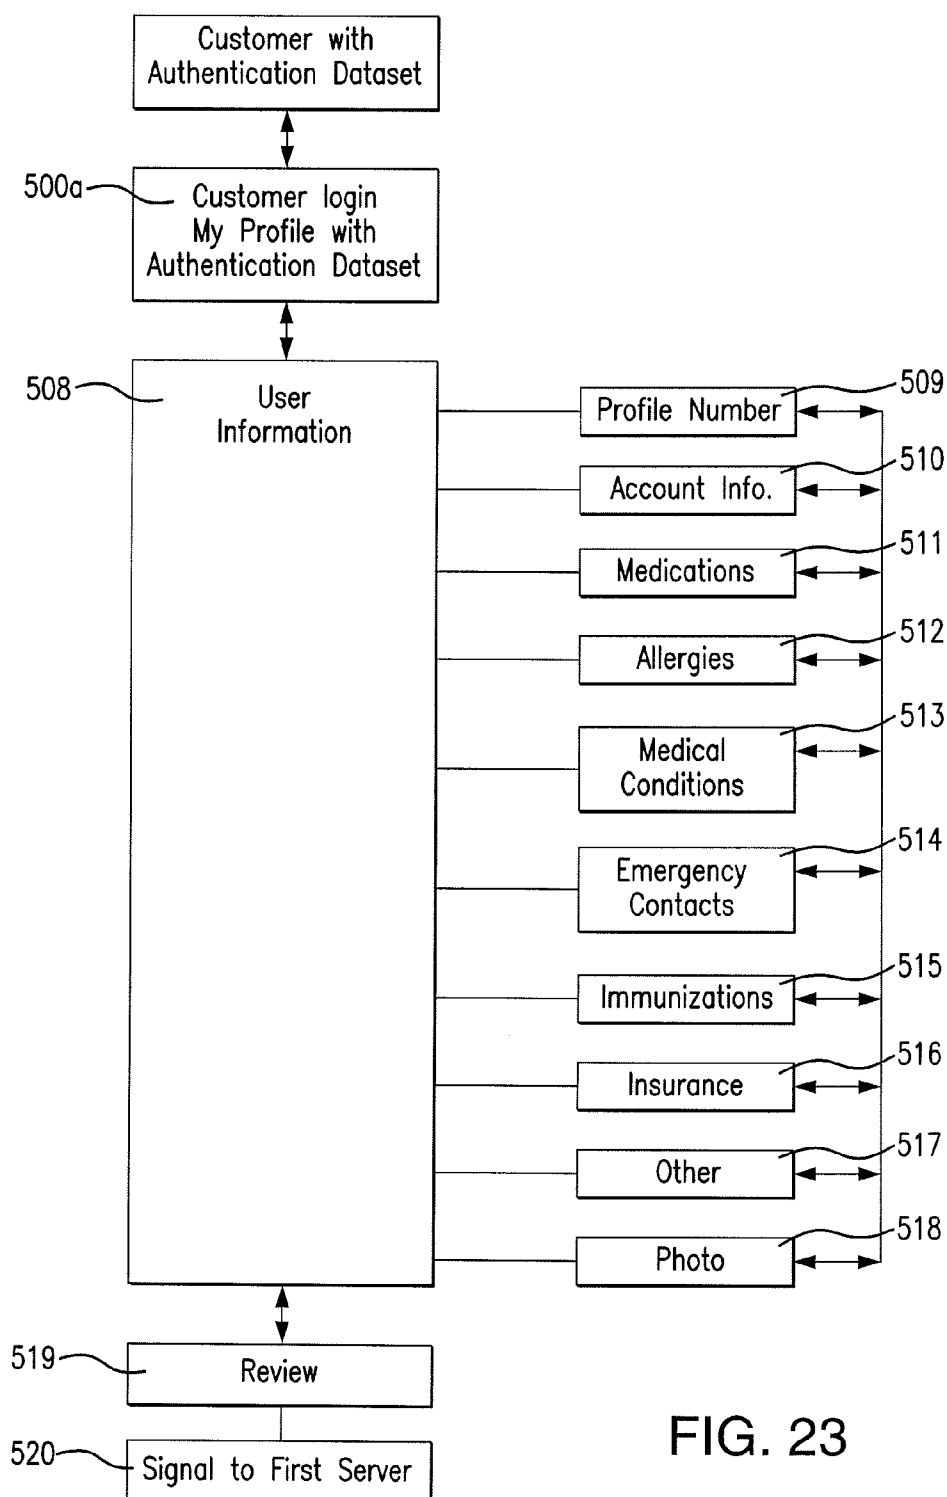 Customer with
Authentication Dataset
500a
Customer login
My Profile with
Authentication Dataset
508
User
Information
509
Profile Number
510
Account Info.
511
Medications
512
Allergies
513
Medical
Conditions
514
Emergency
Contacts
515
Immunizations
516
Insurance
517
Other
518
Photo
519
Review
520
Signal to First Server
FIG. 23